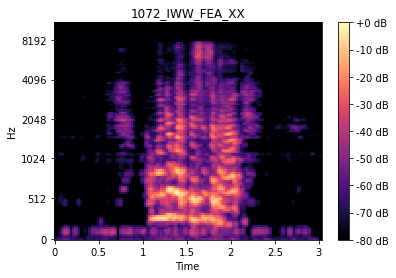 1072_IWW_FEA_XX
Hz
8192
4096
2048
1024
512
0
0 0.5 1 1.5 2 2.5 3
Time
+0 dB
-10 dB
-20 dB
-30 dB
-40 dB
-50 dB
-60 dB
-70 dB
-80 dB